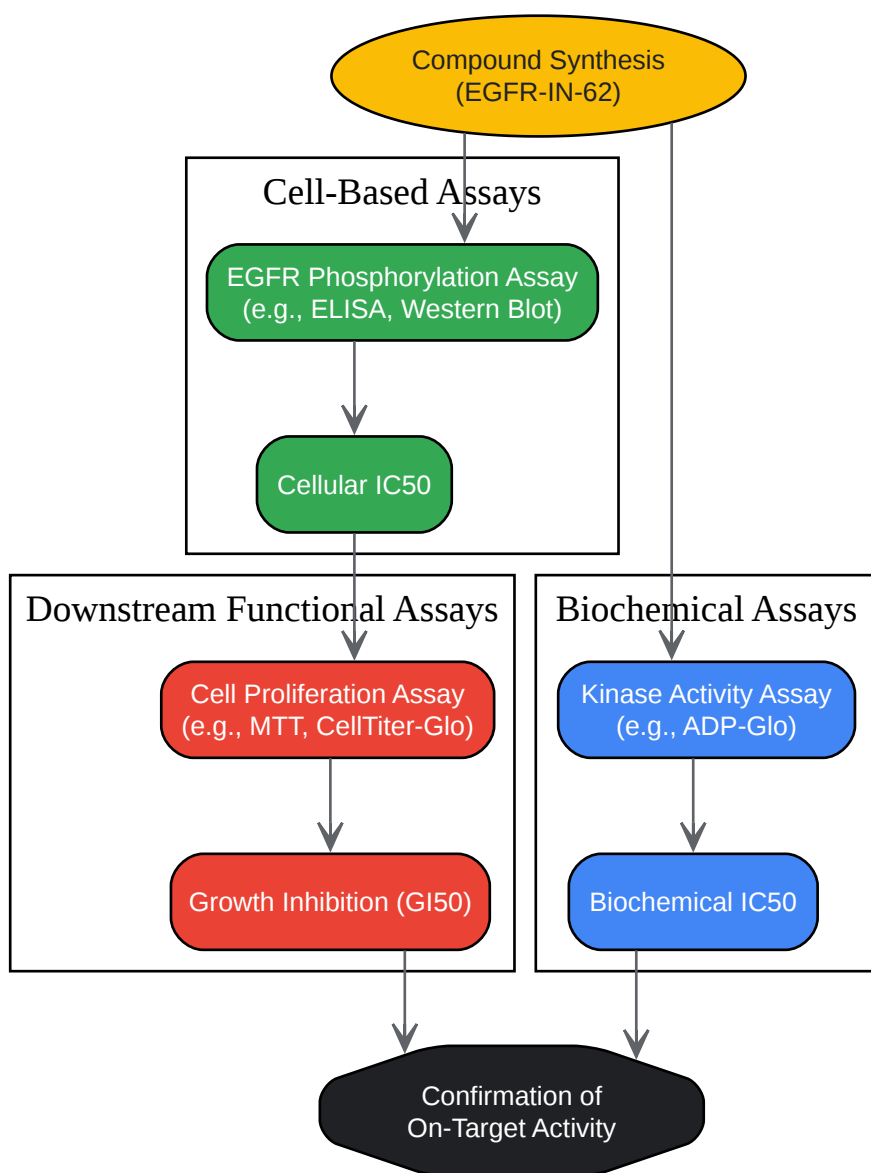 Compound Synthesis
(EGFR-IN-62)
Cell-Based Assays
EGFR Phosphorylation Assay
(e.g., ELISA, Western Blot)
Cellular IC50
Downstream Functional Assays
Cell Proliferation Assay
(e.g., MTT, CellTiter-Glo)
Growth Inhibition (GI50)
Biochemical Assays
Kinase Activity Assay
(e.g., ADP-Glo)
Biochemical IC50
Confirmation of
On-Target Activity